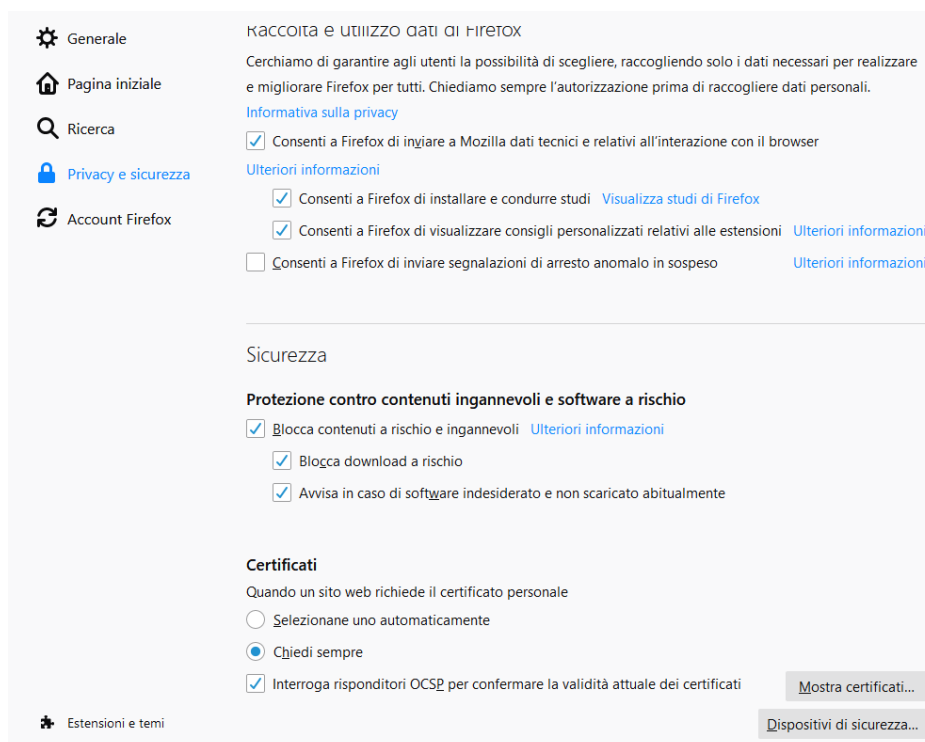 Generale
Pagina iniziale
Ricerca
Privacy e sicurezza
Account Firefox
Estensioni e temi
Raccolta e utilizzo dati di Firefox
Cerchiamo di garantire agli utenti la possibilità di scegliere, raccogliendo solo i dati necessari per realizzare
e migliorare Firefox per tutti. Chiediamo sempre l’autorizzazione prima di raccogliere dati personali.
Informativa sulla privacy
Consenti a Firefox di inviare a Mozilla dati tecnici e relativi all’interazione con il browser
Ulteriori informazioni
Consenti a Firefox di installare e condurre studi Visualizza studi di Firefox
Consenti a Firefox di visualizzare consigli personalizzati relativi alle estensioni Ulteriori informazioni
Consenti a Firefox di inviare segnalazioni di arresto anomalo in sospeso Ulteriori informazioni
Sicurezza
Protezione contro contenuti ingannevoli e software a rischio
Blocca contenuti a rischio e ingannevoli Ulteriori informazioni
Blocca download a rischio
Avvisa in caso di software indesiderato e non scaricato abitualmente
Certificati
Quando un sito web richiede il certificato personale
Selezionane uno automaticamente
Chiedi sempre
Interroga risponditori OCSP per confermare la validità attuale dei certificati
Mostra certificati...
Dispositivi di sicurezza...